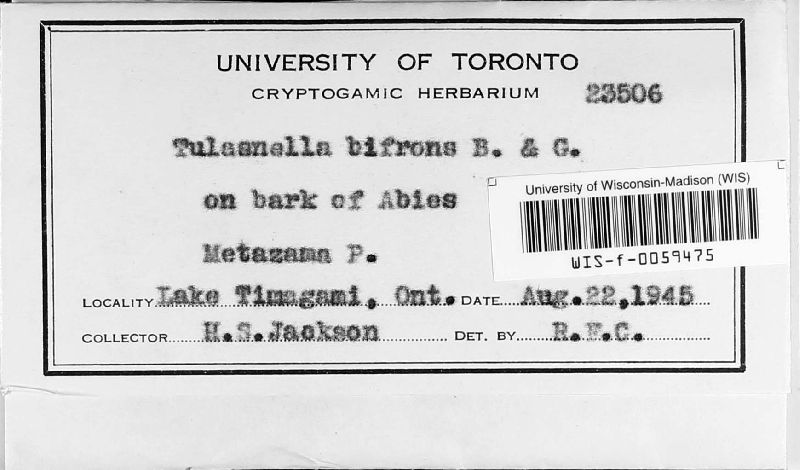 UNIVERSITY OF TORONTO
CRYPTOGAMIC HERBARIUM 23506
Tulasnella bifrons B. & G.
on bark of Abies
Metazama P.
LOCALITY Lake Timagami, Ont. DATE Aug.22,1945
COLLECTOR H.S.Jackson DET. BY R.F.C.
University of Wisconsin-Madison (WIS)
WIS-f-0059475